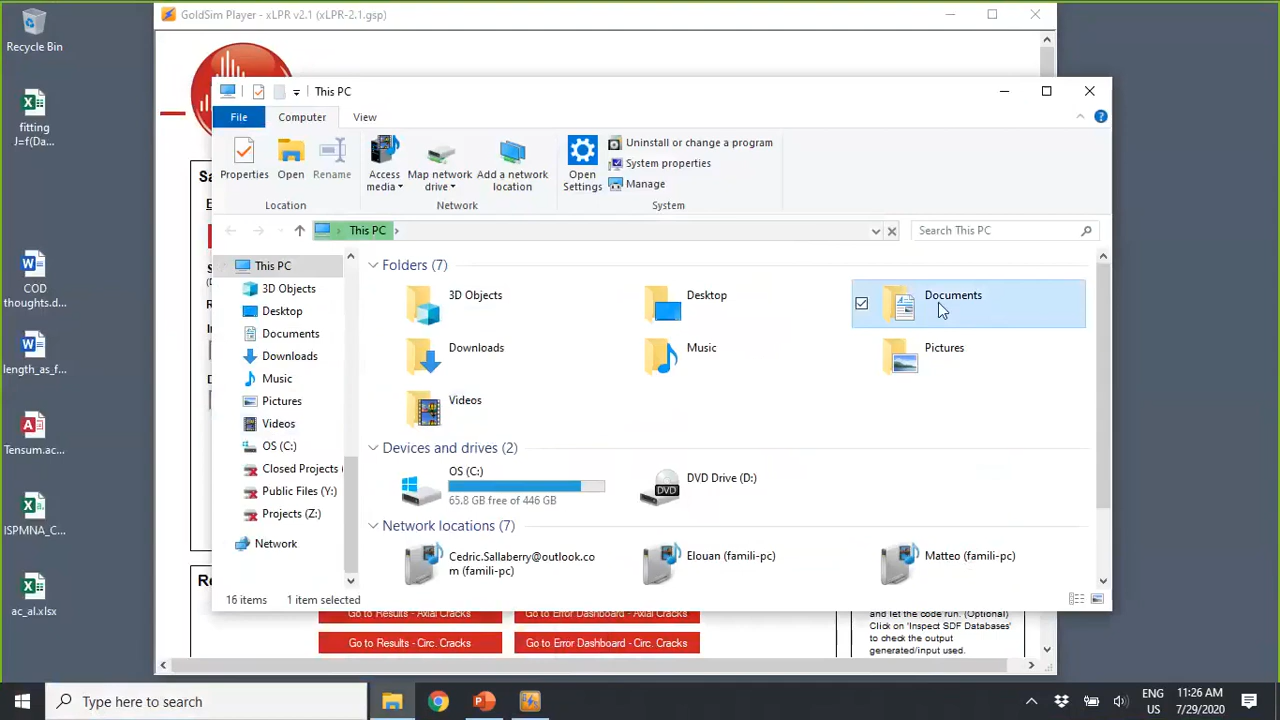 Recycle Bin
fitting
J=f(Da...
COD
thoughts.d...
length_as_f...
Tensum.ac...
ISPMNA_C...
ac_al.xlsx
GoldSim Player - xLPR v2.1 (xLPR-2.1.gsp)
This PC
File
Computer
View
Properties
Open
Rename
Location
Access
media
Map network
drive
Add a network
location
Network
Open
Settings
Uninstall or change a program
System properties
Manage
System
This PC
Search This PC
This PC
3D Objects
Desktop
Documents
Downloads
Music
Pictures
Videos
OS (C:)
Closed Projects (
Public Files (Y:)
Projects (Z:)
Network
Folders (7)
3D Objects
Desktop
Documents
Downloads
Music
Pictures
Videos
Devices and drives (2)
OS (C:)
65.8 GB free of 446 GB
DVD
DVD Drive (D:)
Network locations (7)
Cedric.Sallaberry@outlook.co
m (famili-pc)
Elouan (famili-pc)
Matteo (famili-pc)
16 items
1 item selected
Go to Results - Axial Cracks
Go to Error Dashboard - Axial Cracks
Go to Results - Circ. Cracks
Go to Error Dashboard - Circ. Cracks
and let the code run. (Optional)
Click on 'Inspect SDF Databases'
to check the output
generated/input used.
Type here to search
ENG
US
11:26 AM
7/29/2020